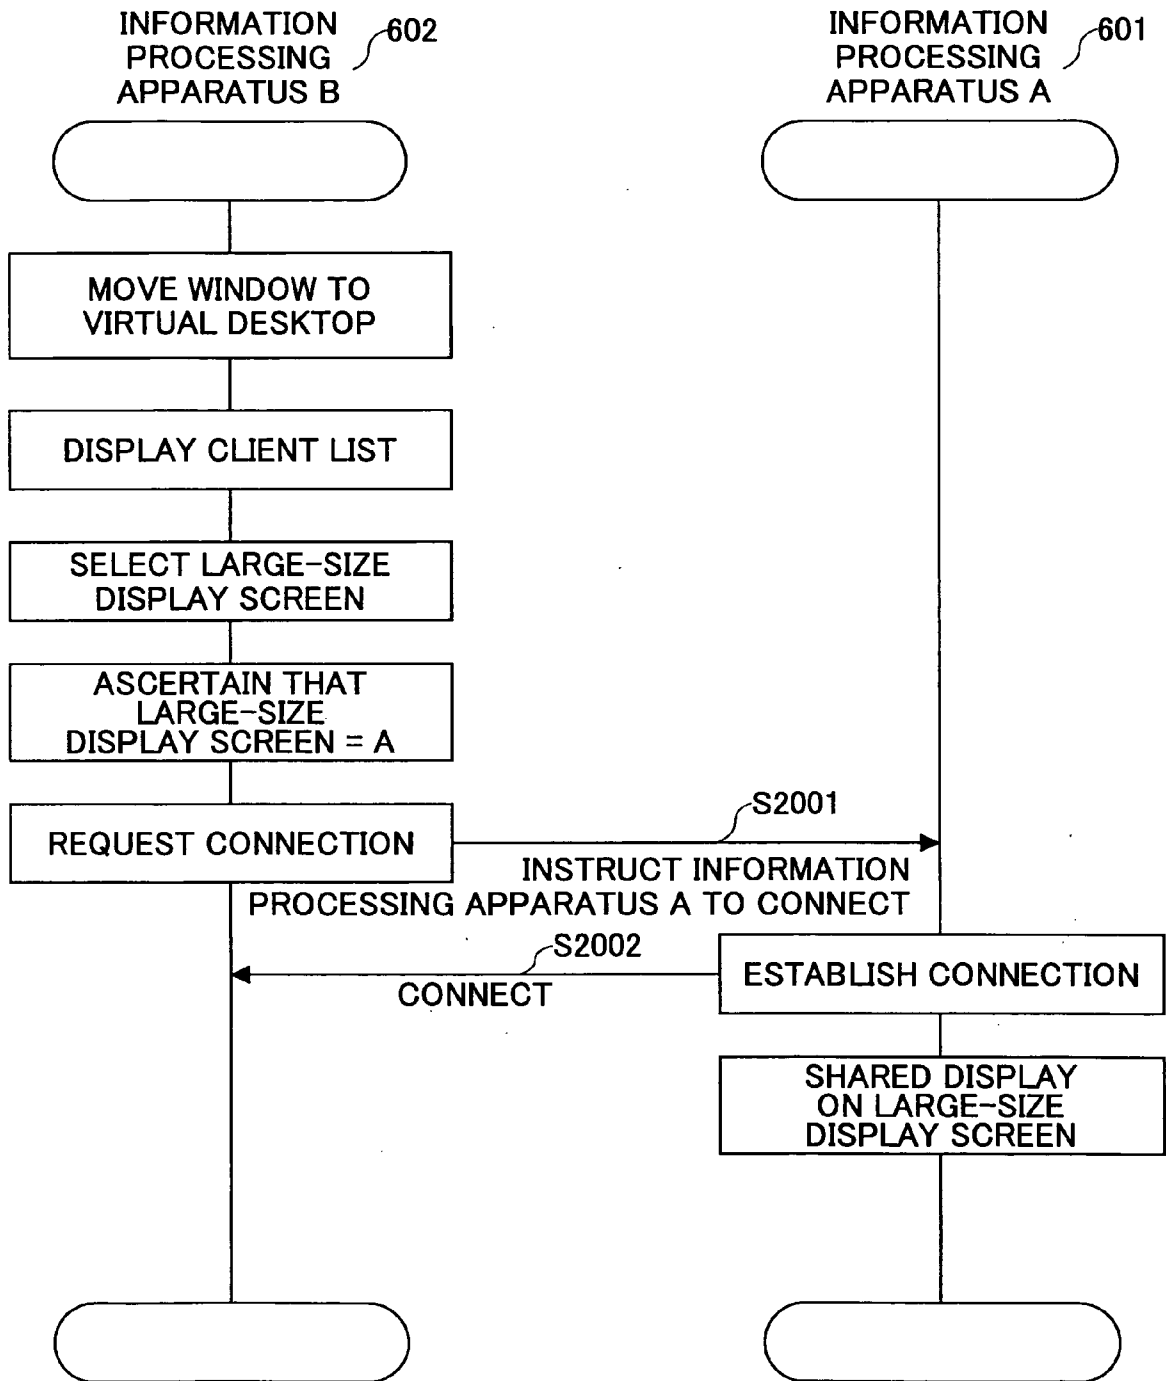 INFORMATION
PROCESSING
APPARATUS B
602
INFORMATION
PROCESSING
APPARATUS A
601
MOVE WINDOW TO
VIRTUAL DESKTOP
DISPLAY CLIENT LIST
SELECT LARGE-SIZE
DISPLAY SCREEN
ASCERTAIN THAT
LARGE-SIZE
DISPLAY SCREEN = A
REQUEST CONNECTION
S2001
INSTRUCT INFORMATION
PROCESSING APPARATUS A TO CONNECT
S2002
CONNECT
ESTABLISH CONNECTION
SHARED DISPLAY
ON LARGE-SIZE
DISPLAY SCREEN